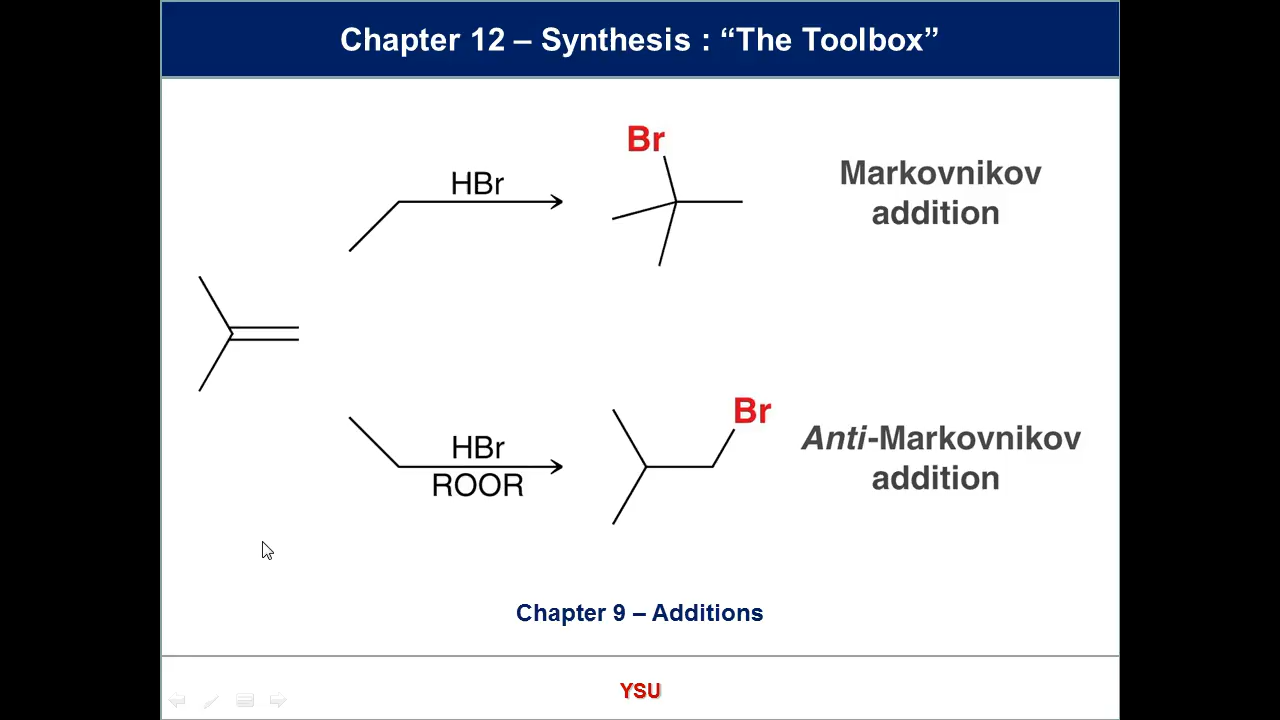 Chapter 12 – Synthesis : “The Toolbox”
HBr
Br
Markovnikov
addition
HBr
ROOR
Br
Anti-Markovnikov
addition
Chapter 9 – Additions
YSU